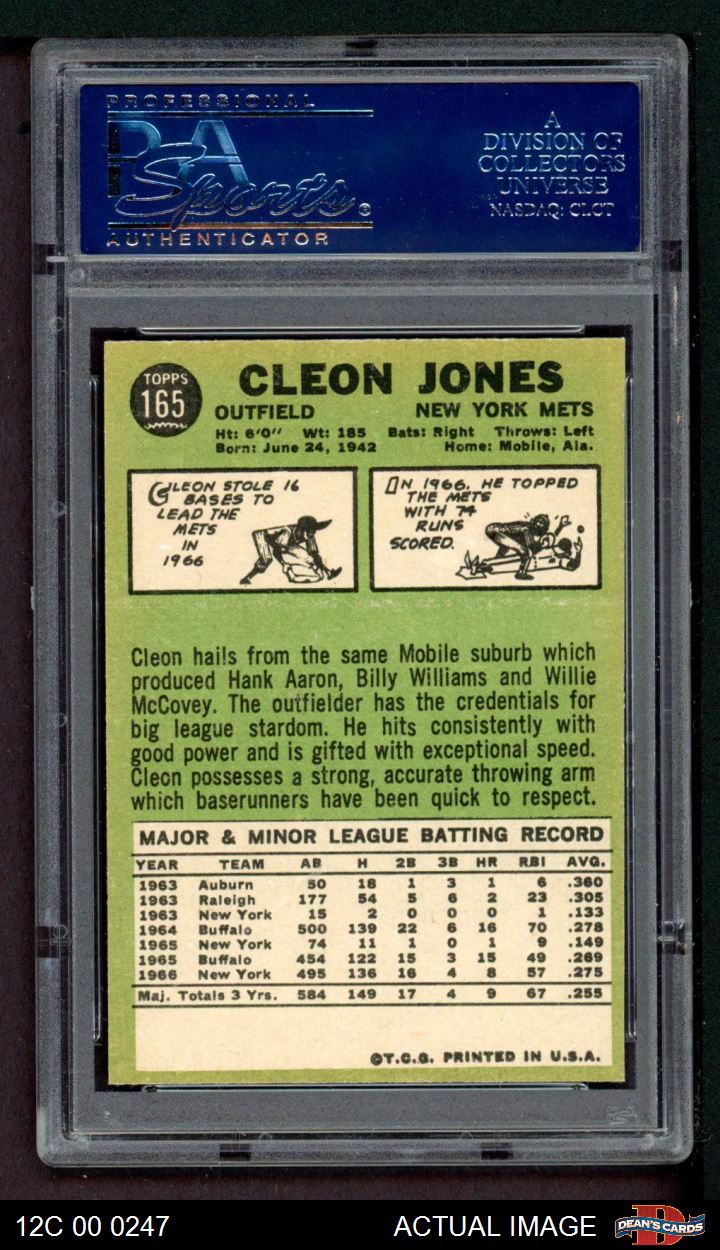 PROFESSIONAL
PSA
Sports ®
AUTHENTICATOR
A
DIVISION OF
COLLECTORS
UNIVERSE
NASDAQ: CLCT
TOPPS
165
CLEON JONES
OUTFIELD NEW YORK METS
Ht: 6'0" Wt: 185 Bats: Right Throws: Left
Born: June 24, 1942 Home: Mobile, Ala.
CLEON STOLE 16
BASES TO
LEAD THE
METS
IN
1966
IN 1966, HE TOPPED
THE METS
WITH 74
RUNS
SCORED.
Cleon hails from the same Mobile suburb which
produced Hank Aaron, Billy Williams and Willie
McCovey. The outfielder has the credentials for
big league stardom. He hits consistently with
good power and is gifted with exceptional speed.
Cleon possesses a strong, accurate throwing arm
which baserunners have been quick to respect.
MAJOR & MINOR LEAGUE BATTING RECORD
YEAR TEAM AB H 2B 3B HR RBI AVG.
1963 Auburn 50 18 1 3 1 6 .360
1963 Raleigh 177 54 5 6 2 23 .305
1963 New York 15 2 0 0 0 1 .133
1964 Buffalo 500 139 22 6 16 70 .278
1965 New York 74 11 1 0 1 9 .149
1965 Buffalo 454 122 15 3 15 49 .269
1966 New York 495 136 16 4 8 57 .275
Maj. Totals 3 Yrs. 584 149 17 4 9 67 .255
©T.C.G. PRINTED IN U.S.A.
12C 00 0247 ACTUAL IMAGE
DEAN'S CARDS